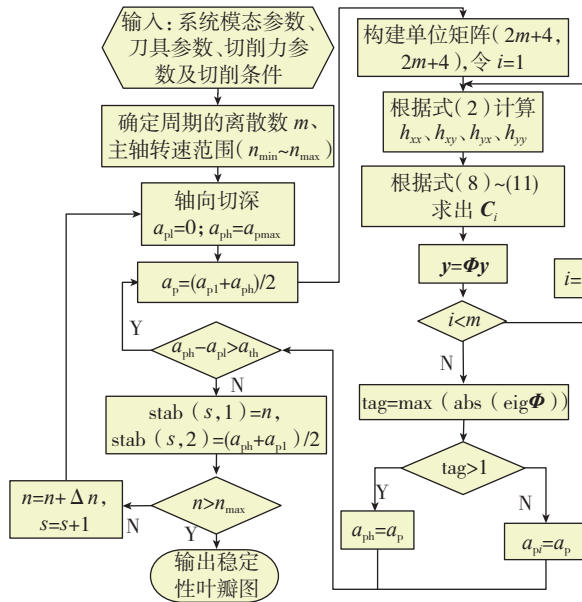 输入:系统模态参数、
刀具参数、切削力参
数及切削条件
确定周期的离散数 m、
主轴转速范围(nmin~nmax)
轴向切深
apl=0;aph=apmax
ap=(ap1+aph)/2
Y
aph−apl>ath
N
stab(s,1)=n,
stab(s,2)=(aph+ap1)/2
n=n+Δn,
s=s+1
N
n>nmax
Y
输出稳定
性叶瓣图
构建单位矩阵(2m+4,
2m+4),令 i=1
根据式(2)计算
hxx、hxy、hyx、hyy
根据式(8)~(11)
求出 Ci
y=Φy
i=
i<m
N
tag=max(abs(eigΦ))
tag>1
Y
N
aph=ap
api=ap